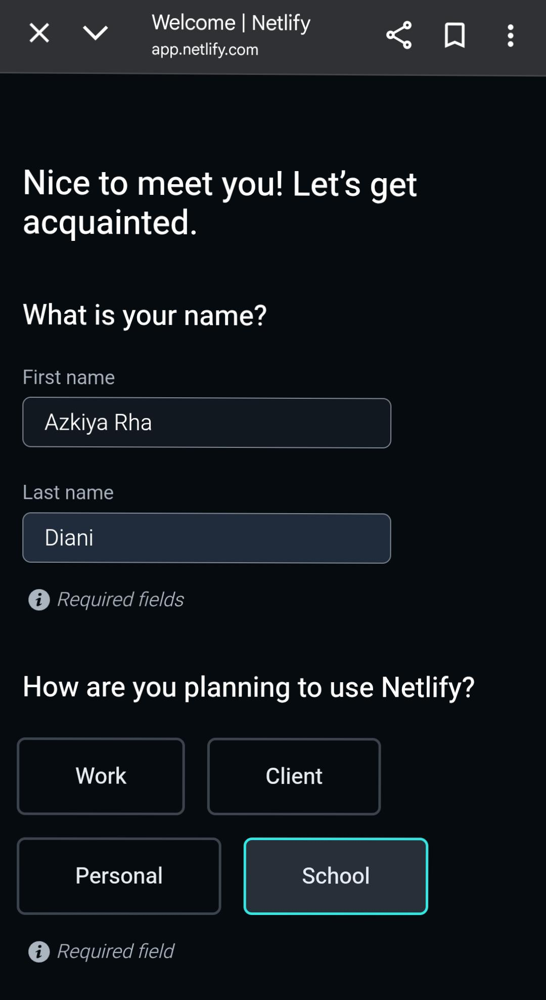 Welcome | Netlify
app.netlify.com
Nice to meet you! Let’s get
acquainted.
What is your name?
First name
Azkiya Rha
Last name
Diani
Required fields
How are you planning to use Netlify?
Work
Client
Personal
School
Required field